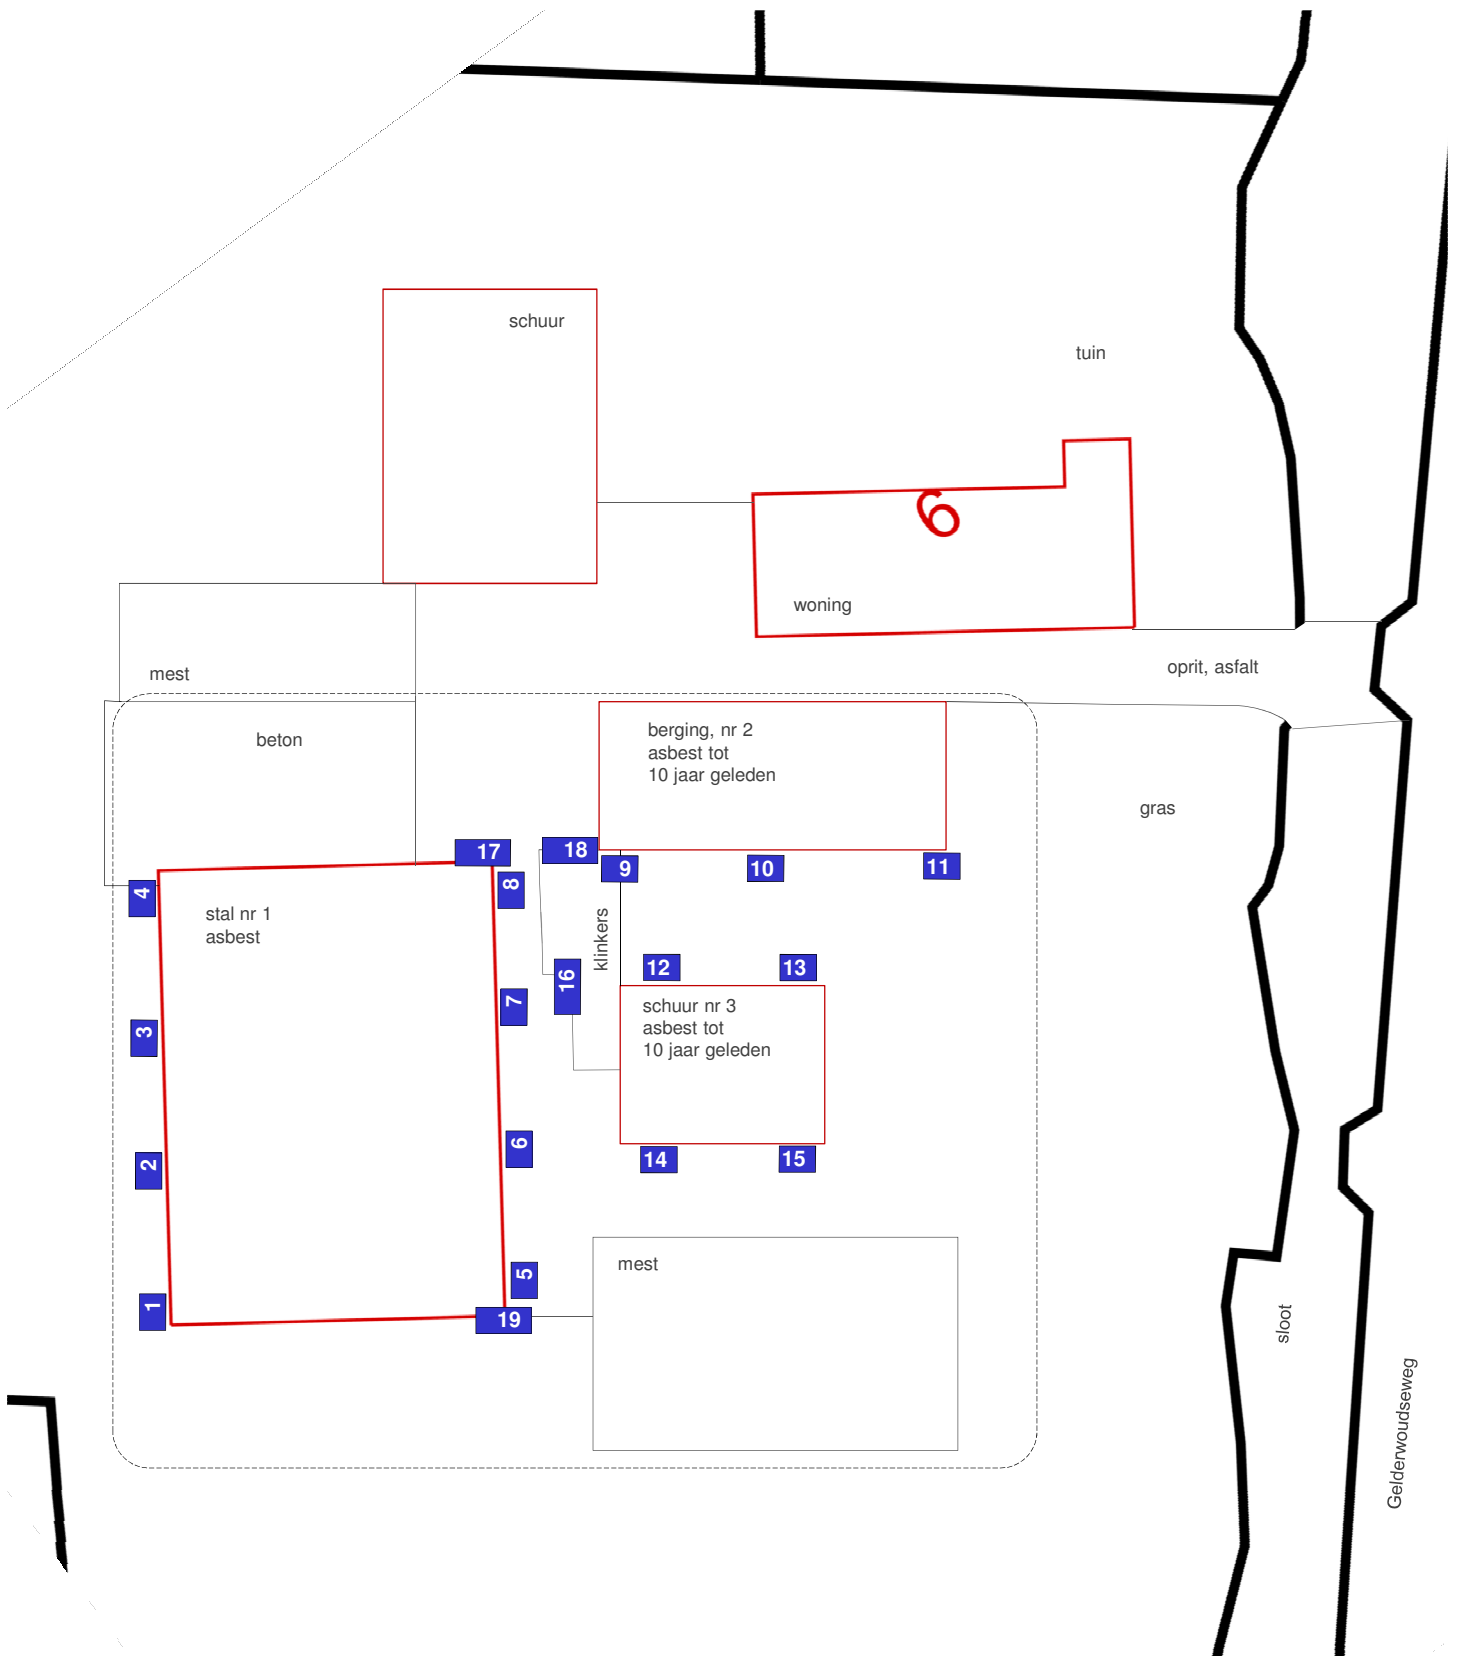 schuur
tuin
6
woning
oprit, asfalt
mest
beton
berging, nr 2
asbest tot
10 jaar geleden
gras
17
18
9
10
11
4
8
stal nr 1
asbest
klinkers
16
12
13
3
7
schuur nr 3
asbest tot
10 jaar geleden
2
6
14
15
5
mest
1
19
sloot
Gelderwoudseweg